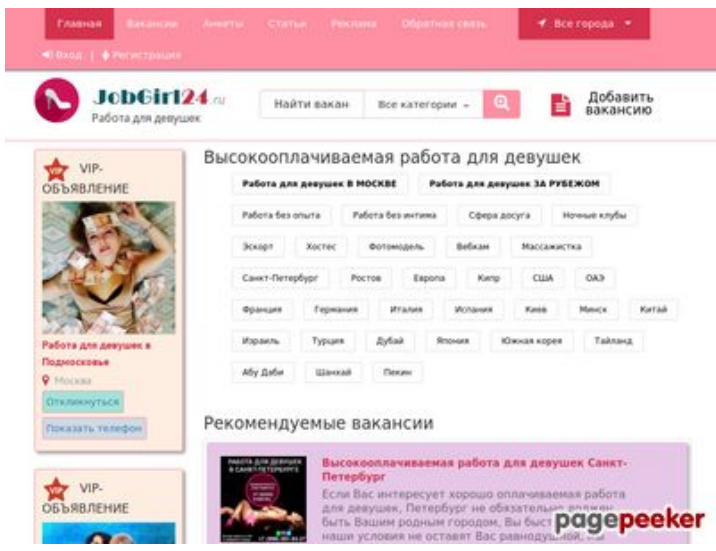 Главная Вакансии Анкеты Статьи Реклама Обратная связь Все города
Вход | Регистрация
JobGirl24.ru
Работа для девушек
Найти вакан Все категории
Добавить
вакансию
VIP-
ОБЪЯВЛЕНИЕ
Работа для девушек в
Подмосковье
Москва
Откликнуться
Показать телефон
VIP-
ОБЪЯВЛЕНИЕ
Высокооплачиваемая работа для девушек
Работа для девушек В МОСКВЕ Работа для девушек ЗА РУБЕЖОМ
Работа без опыта Работа без интима Сфера досуга Ночные клубы
Эскорт Хостес Фотомодель Вебкам Массажистка
Санкт-Петербург Ростов Европа Кипр США ОАЭ
Франция Германия Италия Испания Киев Минск Китай
Израиль Турция Дубай Япония Южная корея Тайланд
Абу Даби Шанхай Пекин
Рекомендуемые вакансии
РАБОТА ДЛЯ ДЕВУШЕК
В САНКТ-ПЕТЕРБУРГЕ
Высокооплачиваемая работа для девушек Санкт-
Петербург
Если Вас интересует хорошо оплачиваемая работа
для девушек, Петербург не обязательно должен
быть Вашим родным городом, Вы быст
наши условия не оставят Вас равнодушной,
pagepeeker